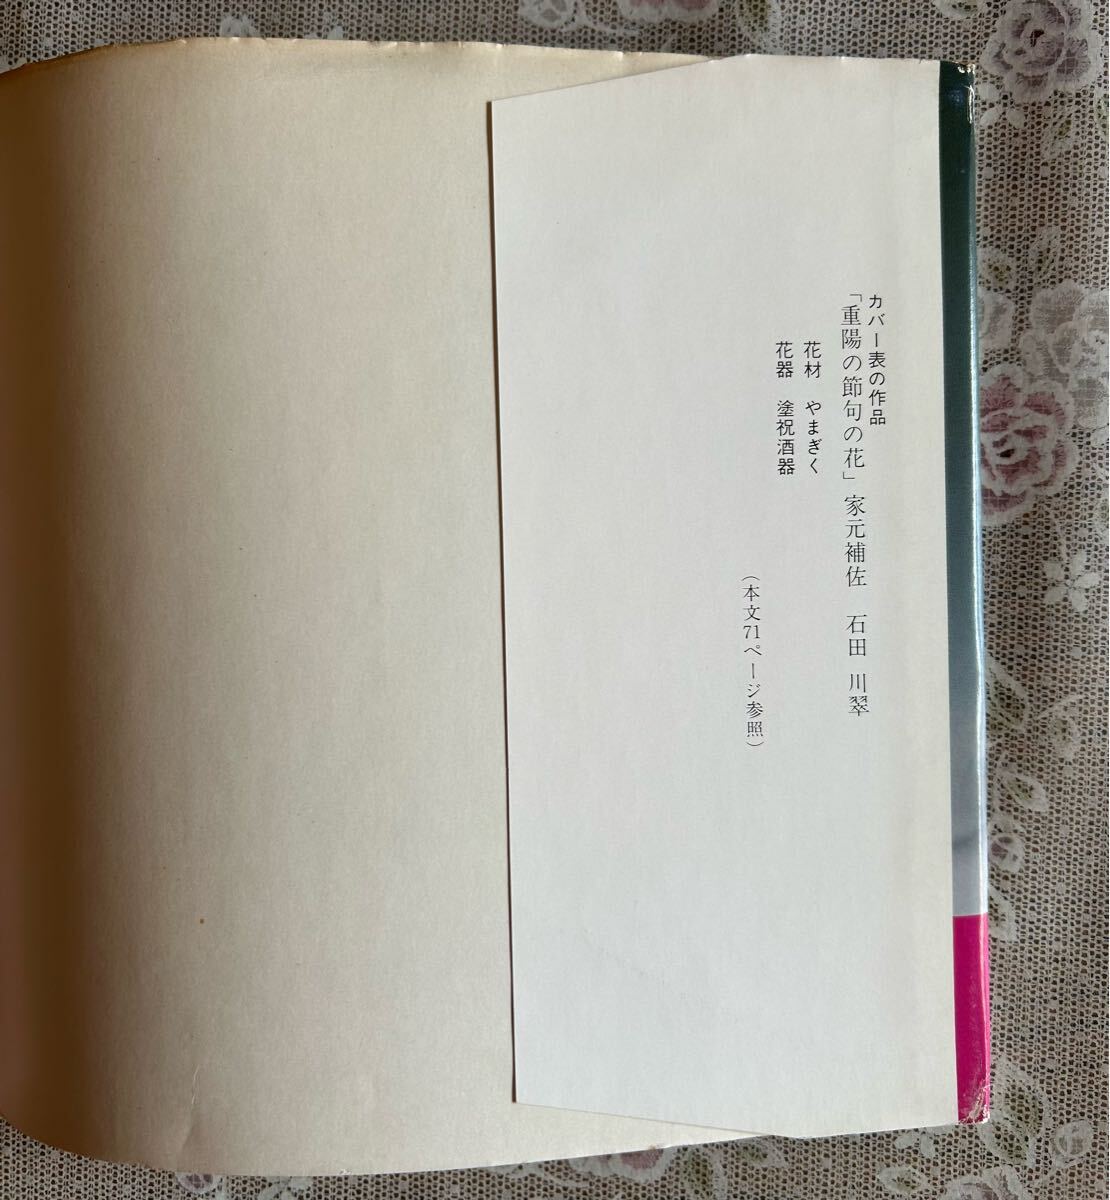 カバー表の作品
「重陽の節句の花」家元補佐 石田 川翠
花材 やまぎく
花器 塗祝酒器
（本文71ページ参照）